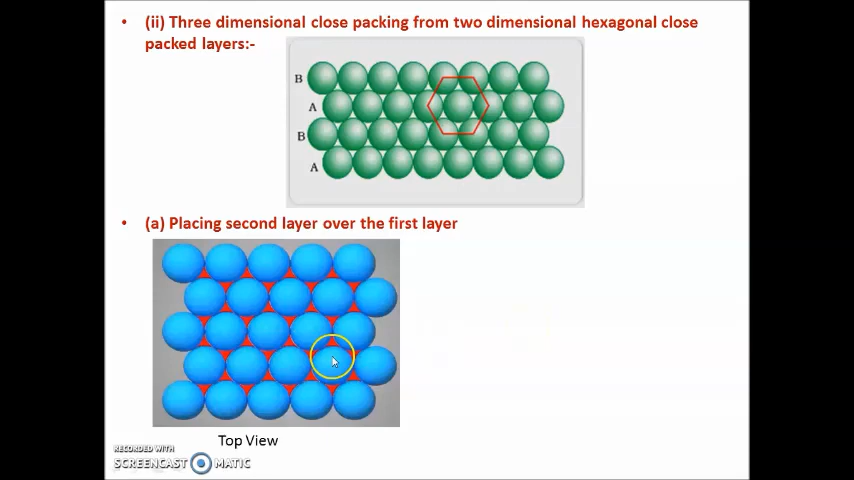 • (ii) Three dimensional close packing from two dimensional hexagonal close
packed layers:-
B
A
B
A
• (a) Placing second layer over the first layer
Top View
RECORDED WITH
SCREENCAST MATIC